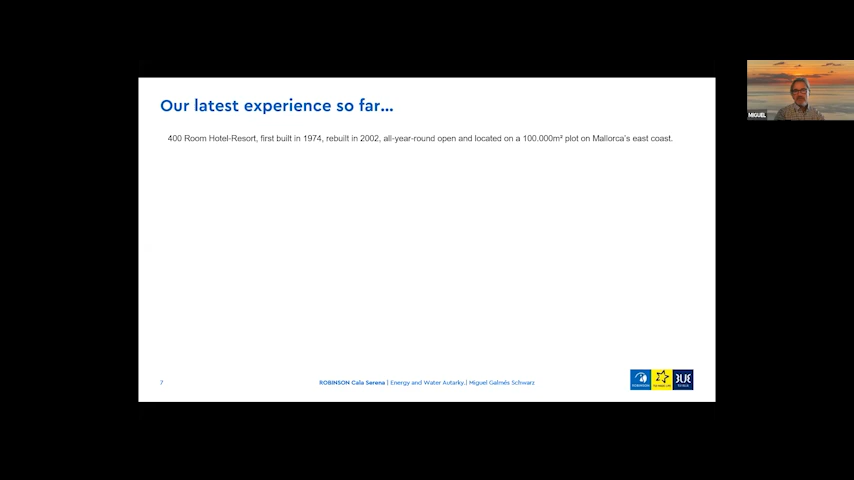 Our latest experience so far...
400 Room Hotel-Resort, first built in 1974, rebuilt in 2002, all-year-round open and located on a 100.000m² plot on Mallorca's east coast.
MIGUEL
7
ROBINSON Cala Serena | Energy and Water Autarky.| Miguel Galmés Schwarz
ROBINSON